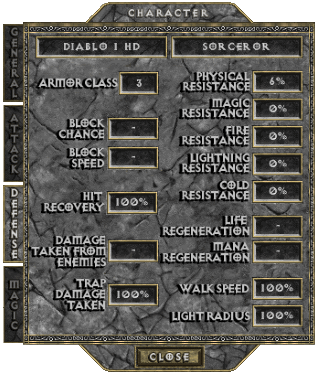 CHARACTER
DIABLO 1 HD
SORCEROR
GENERAL
ATTACK
DEFENSE
MAGIC
ARMOR CLASS 3
BLOCK
CHANCE -
BLOCK
SPEED -
HIT
RECOVERY 100%
DAMAGE
TAKEN FROM
ENEMIES -
TRAP
DAMAGE
TAKEN 100%
PHYSICAL
RESISTANCE 6%
MAGIC
RESISTANCE 0%
FIRE
RESISTANCE 0%
LIGHTNING
RESISTANCE 0%
COLD
RESISTANCE 0%
LIFE
REGENERATION -
MANA
REGENERATION -
WALK SPEED 100%
LIGHT RADIUS 100%
CLOSE